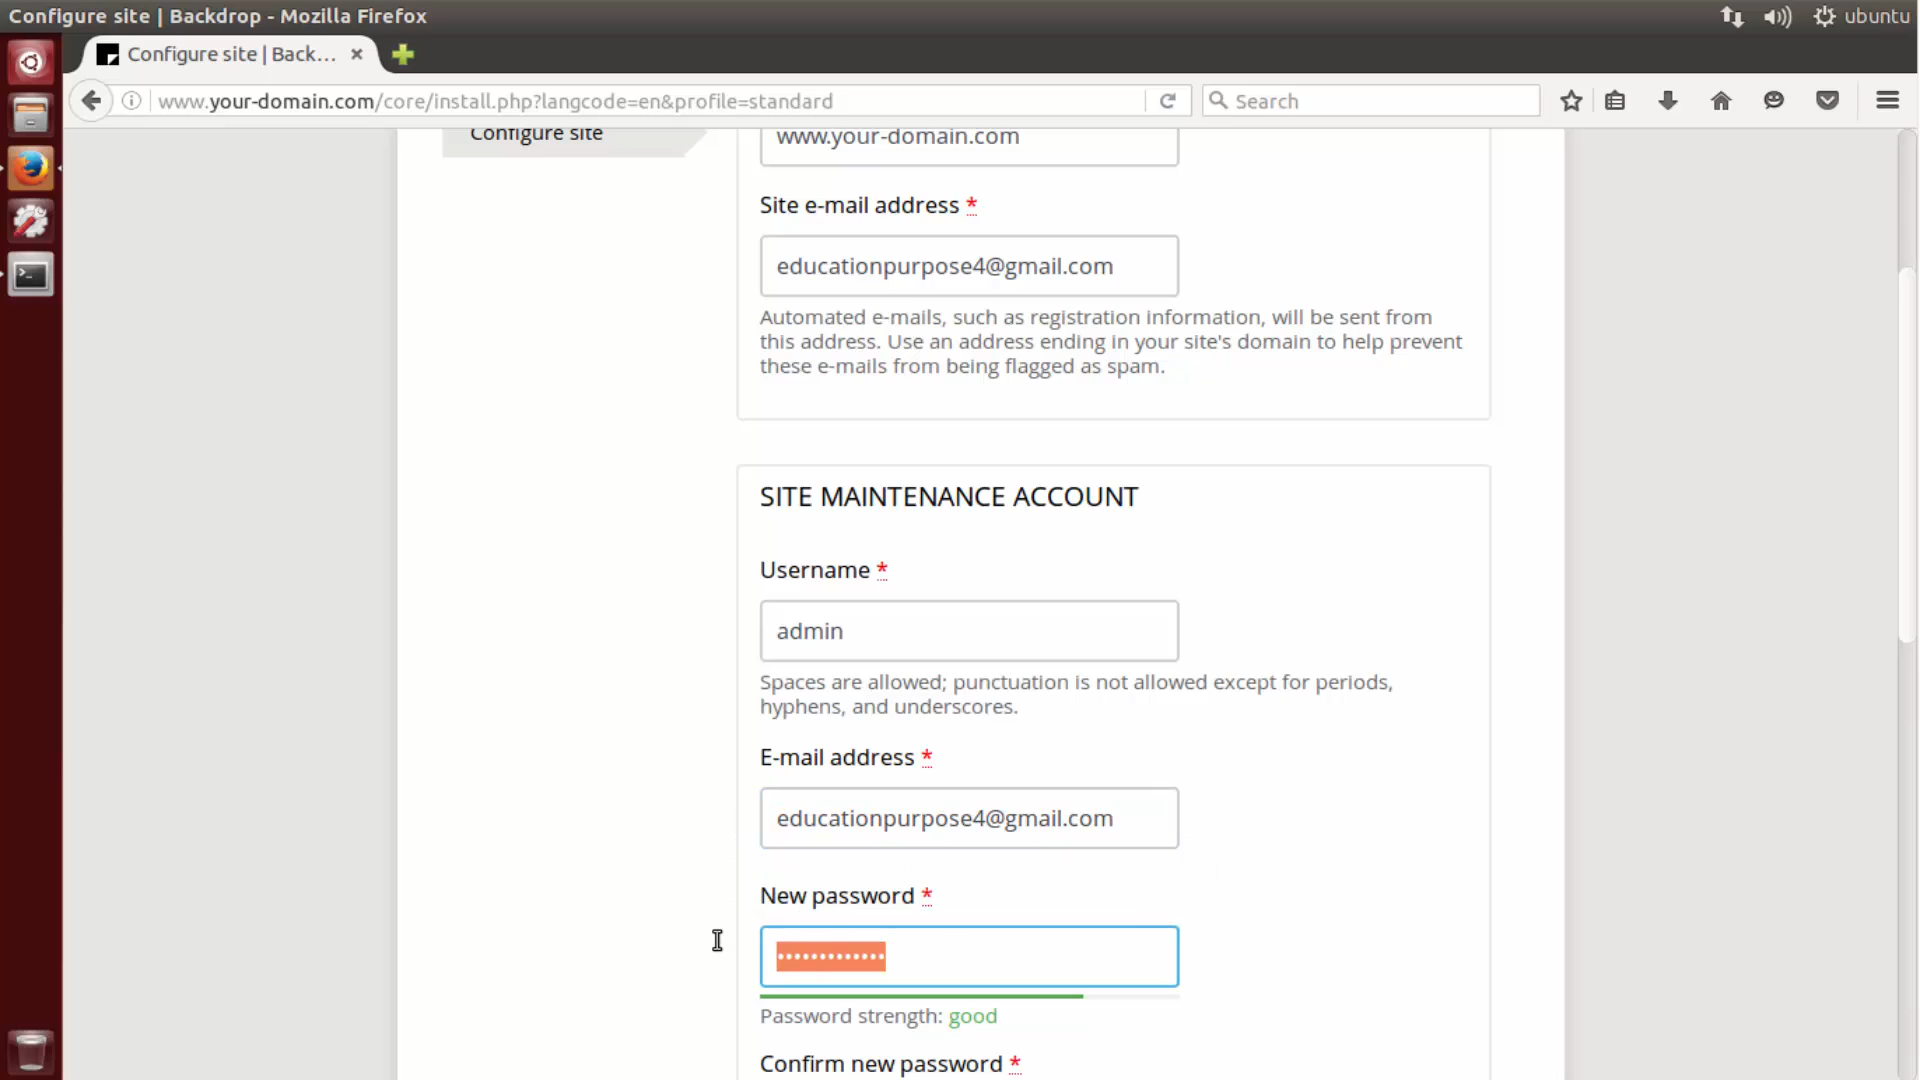 Configure site | Backdrop - Mozilla Firefox
ubuntu
Configure site | Back...
www.your-domain.com/core/install.php?langcode=en&profile=standard
Search
Configure site
www.your-domain.com
Site e-mail address *
educationpurpose4@gmail.com
Automated e-mails, such as registration information, will be sent from
this address. Use an address ending in your site's domain to help prevent
these e-mails from being flagged as spam.
SITE MAINTENANCE ACCOUNT
Username *
admin
Spaces are allowed; punctuation is not allowed except for periods,
hyphens, and underscores.
E-mail address *
educationpurpose4@gmail.com
New password *
•••••••••••••
Password strength: good
Confirm new password *